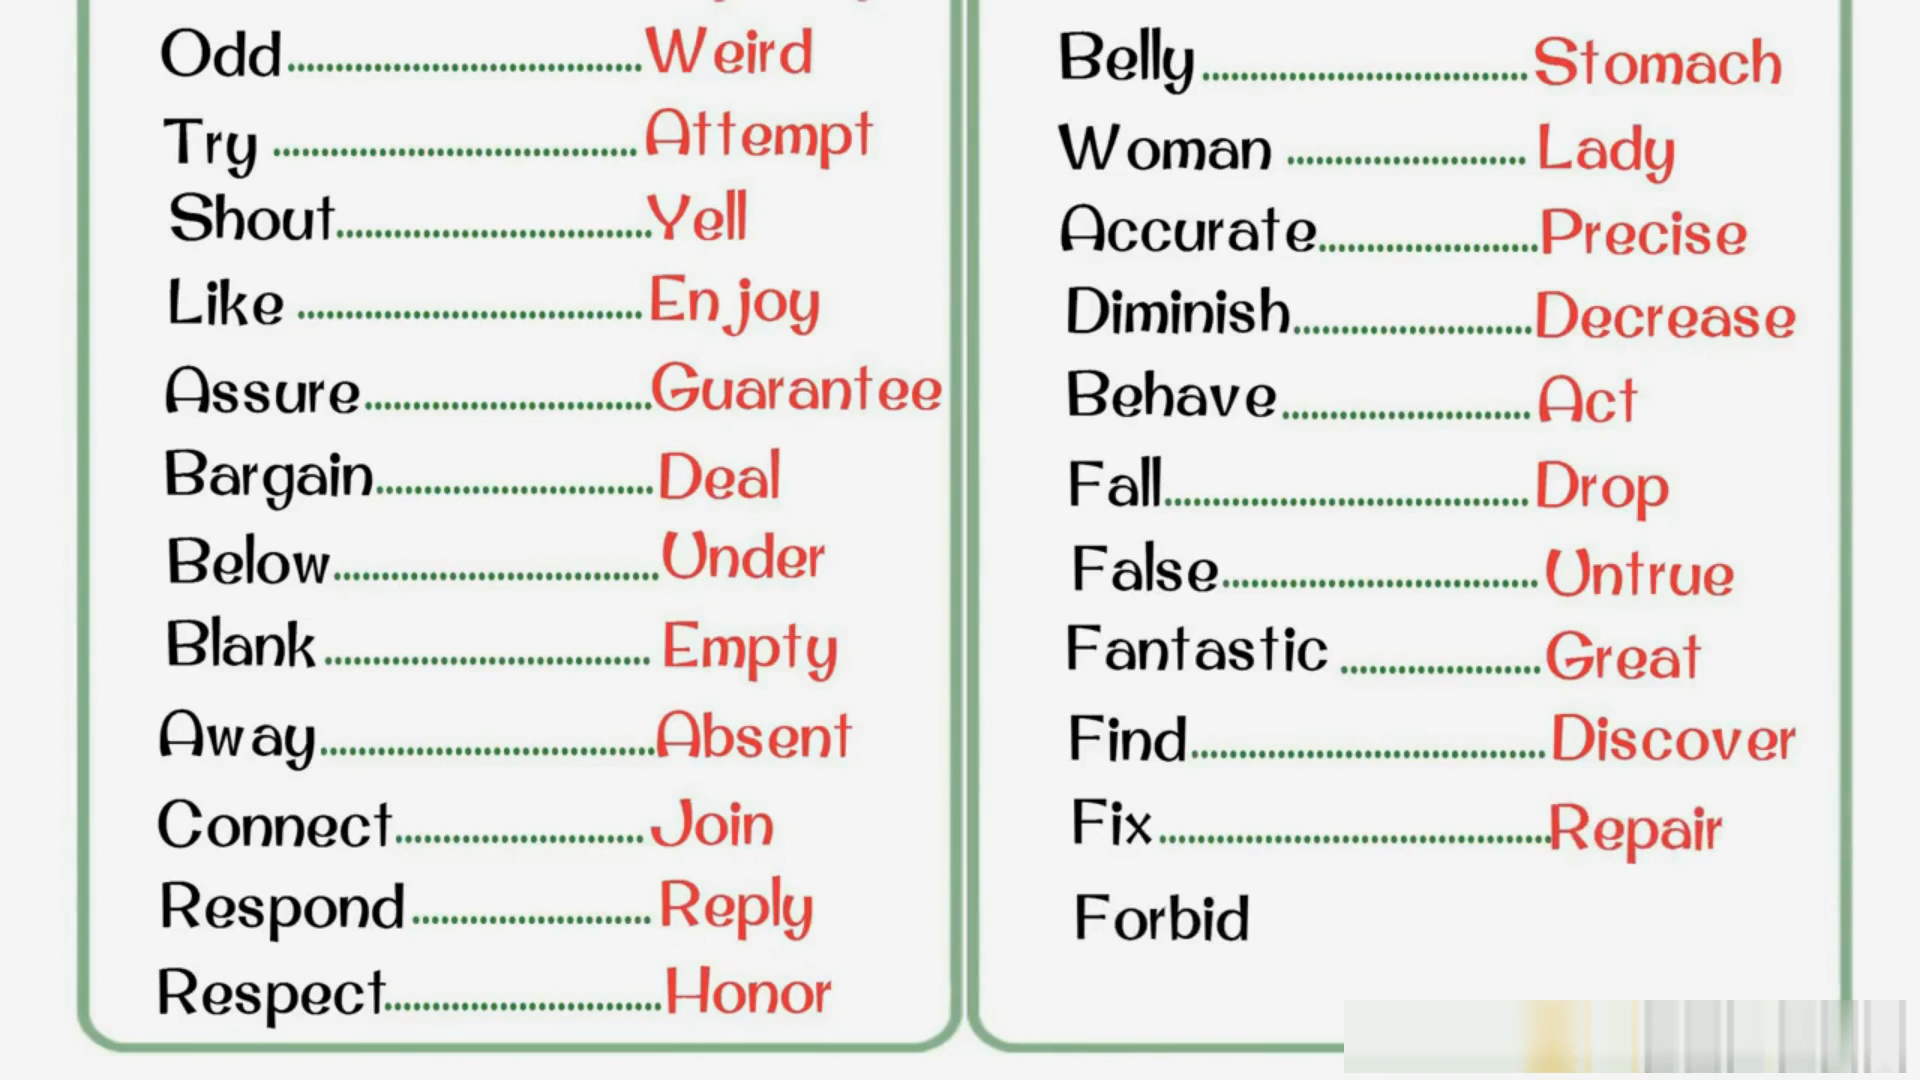 Odd..............................Weird
Try ..............................Attempt
Shout..............................Yell
Like ..............................Enjoy
Assure..............................Guarantee
Bargain..............................Deal
Below..............................Under
Blank..............................Empty
Away..............................Absent
Connect..............................Join
Respond..............................Reply
Respect..............................Honor
Belly..............................Stomach
Woman ..............................Lady
Accurate..............................Precise
Diminish..............................Decrease
Behave..............................Act
Fall..............................Drop
False..............................Untrue
Fantastic ..............................Great
Find..............................Discover
Fix..............................Repair
Forbid